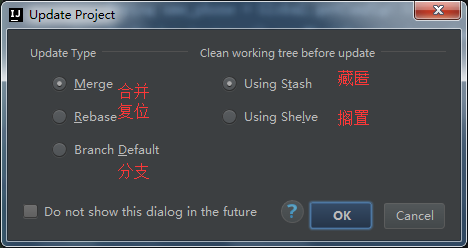 Update Project
Update Type
Clean working tree before update
Merge
合并
Using Stash
藏匿
Rebase
复位
Using Shelve
搁置
Branch Default
分支
Do not show this dialog in the future
?
OK
Cancel